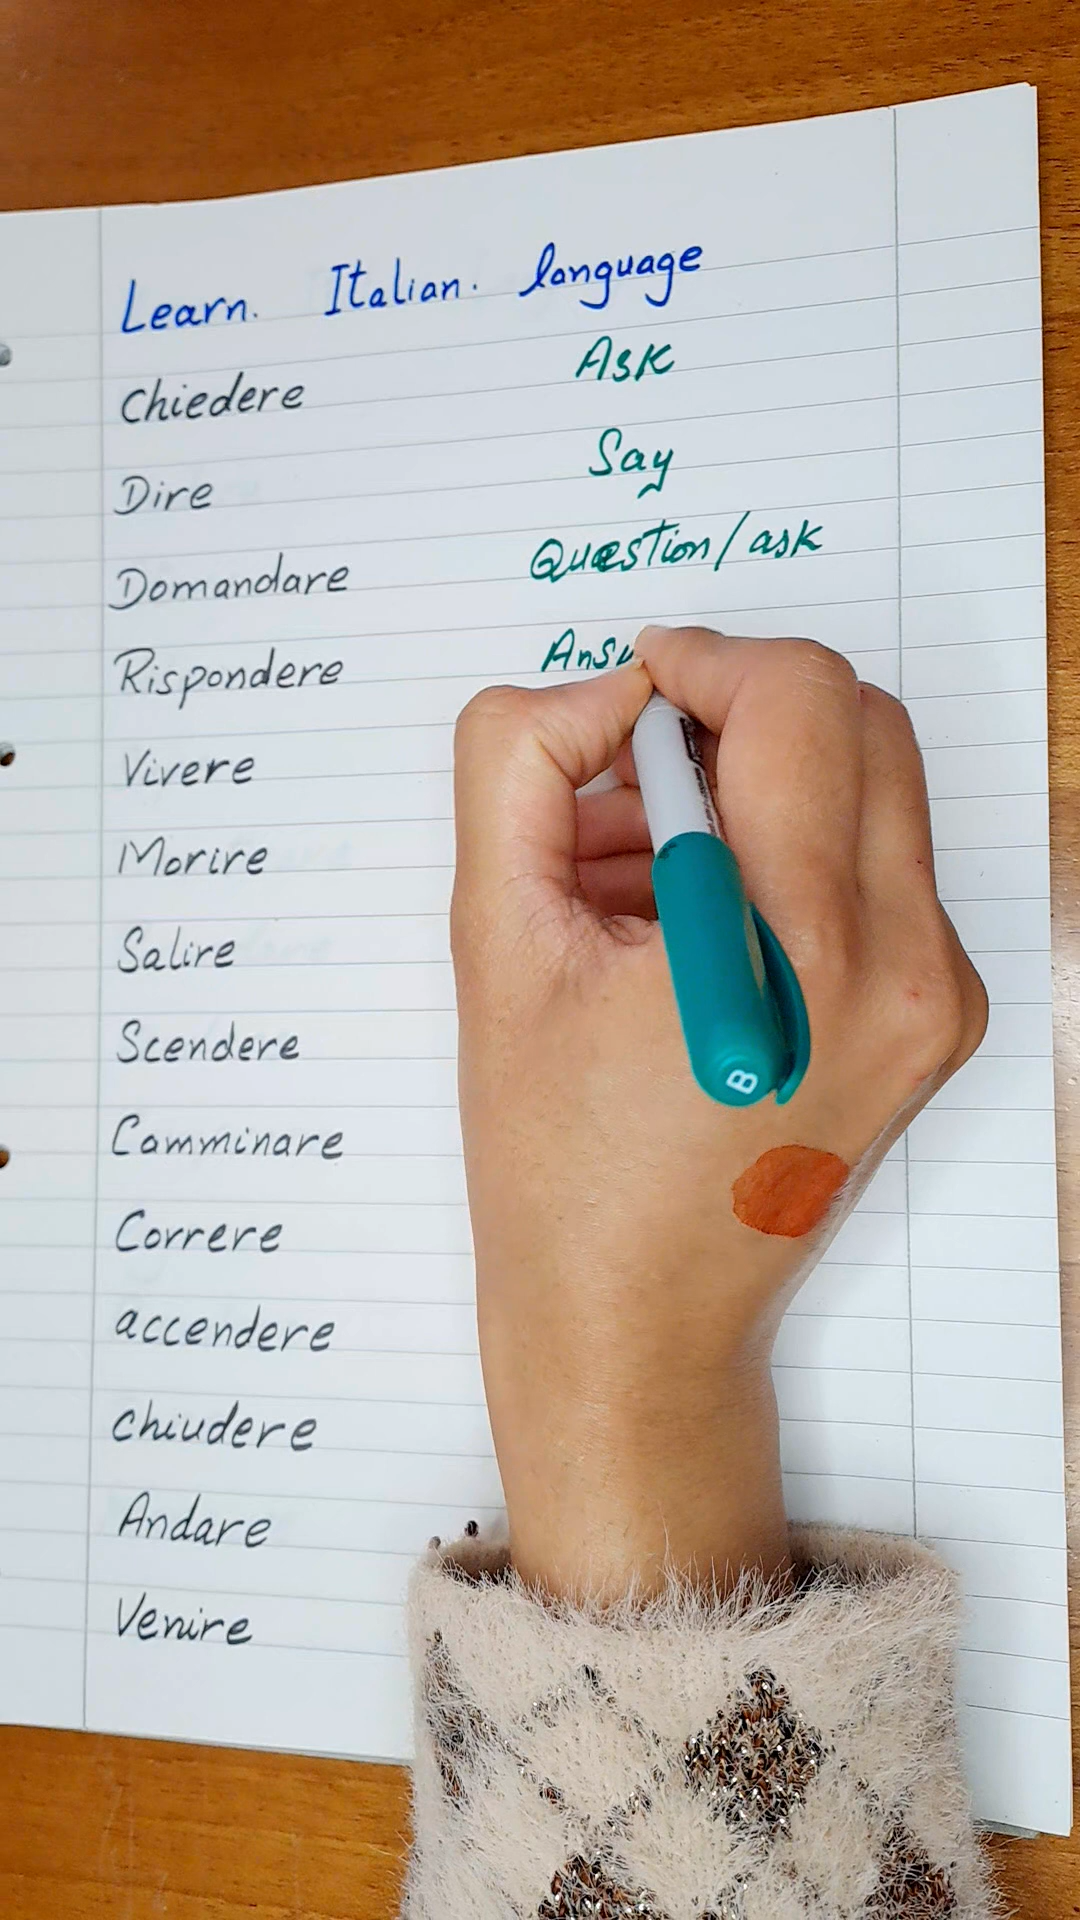 Learn. Italian. language
Chiedere Ask
Dire Say
Domandare Question/ask
Rispondere
Vivere
Morire
Salire
Scendere
Camminare
Correre
accendere
chiudere
Andare
Venire
B